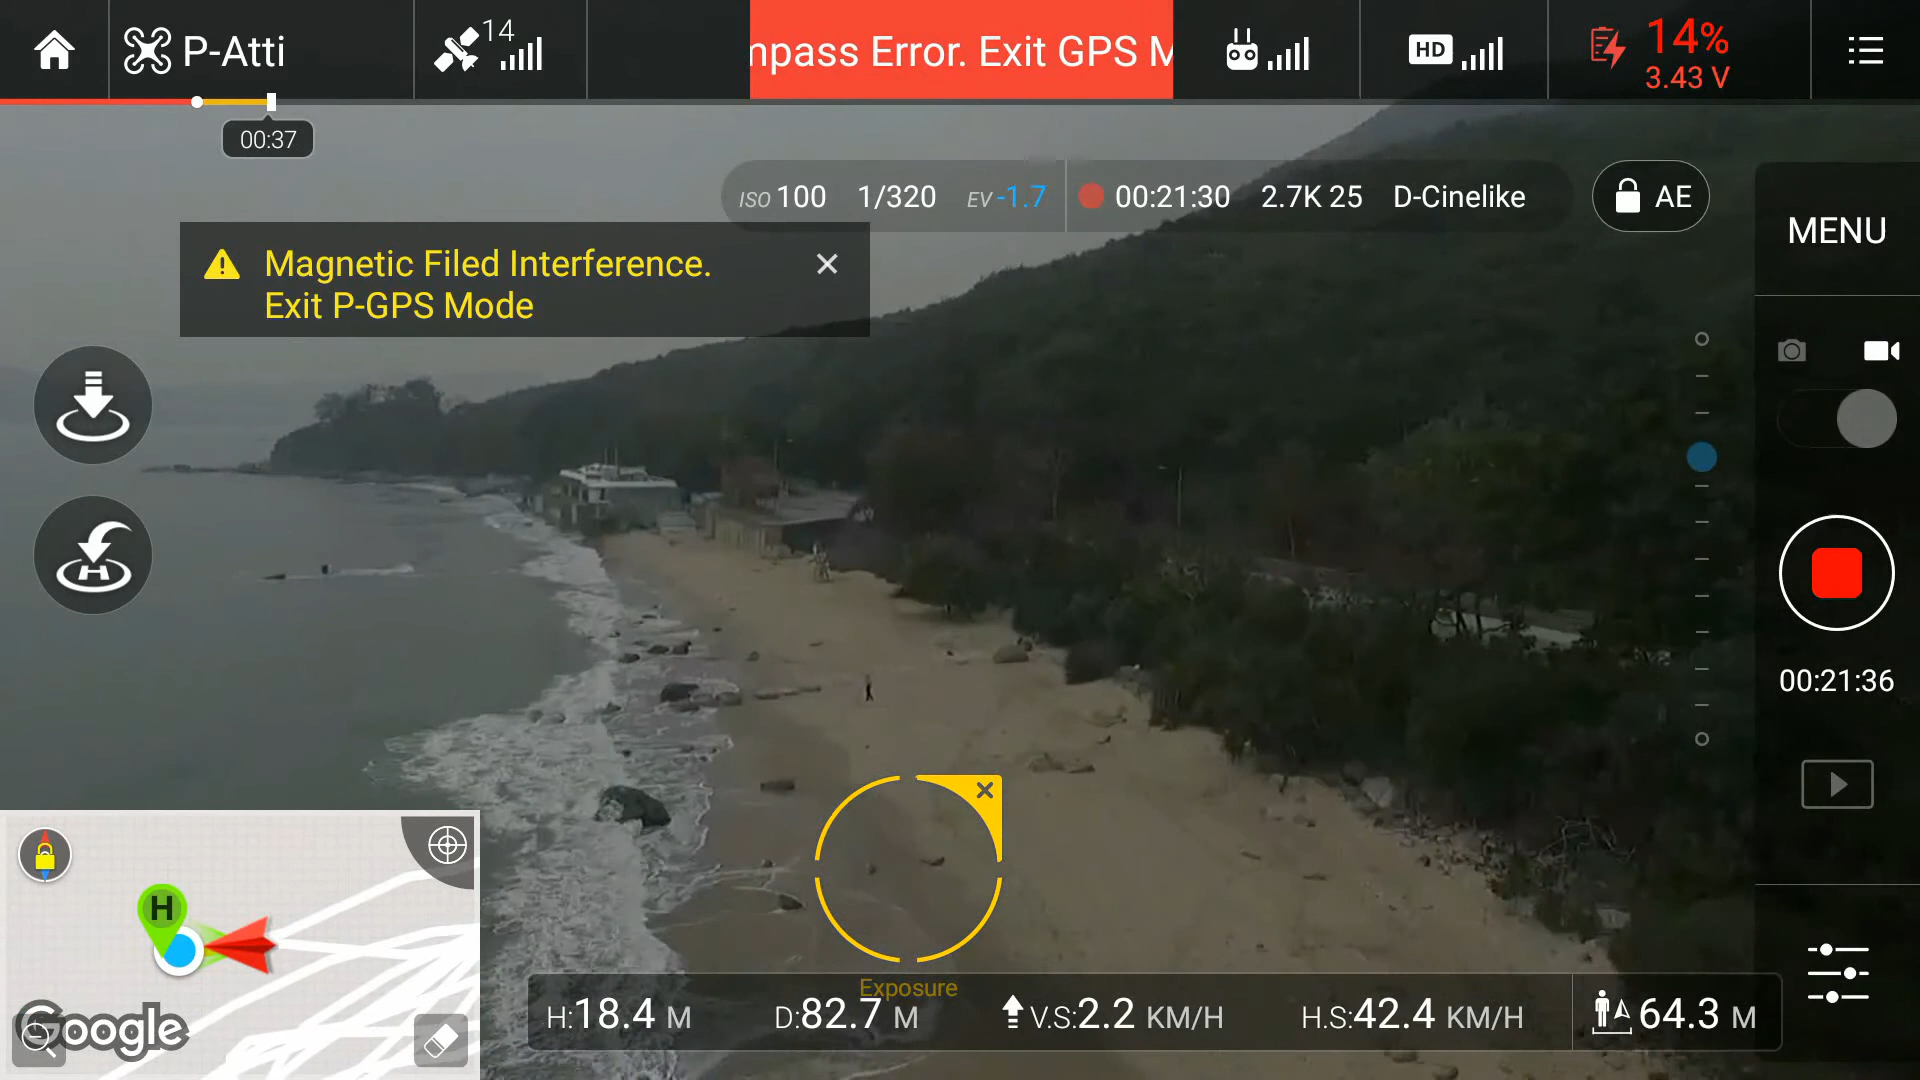 P-Atti
14
mpass Error. Exit GPS M
HD
14%
3.43 V
00:37
ISO 100 1/320 EV -1.7 00:21:30 2.7K 25 D-Cinelike
AE
MENU
Magnetic Filed Interference.
Exit P-GPS Mode
00:21:36
H
Google
Exposure
H:18.4 M D:82.7 M V.S:2.2 KM/H H.S:42.4 KM/H 64.3 M